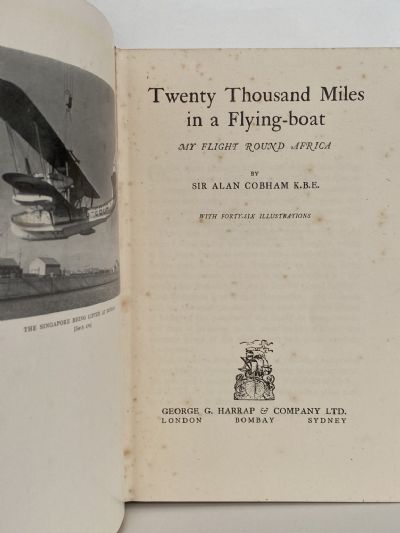 THE SINGAPORE BEING LIFTED AT
Twenty Thousand Miles
in a Flying-boat
MY FLIGHT ROUND AFRICA
BY
SIR ALAN COBHAM K.B.E.
WITH FORTY-SIX ILLUSTRATIONS
GEORGE G. HARRAP & COMPANY LTD.
LONDON BOMBAY SYDNEY